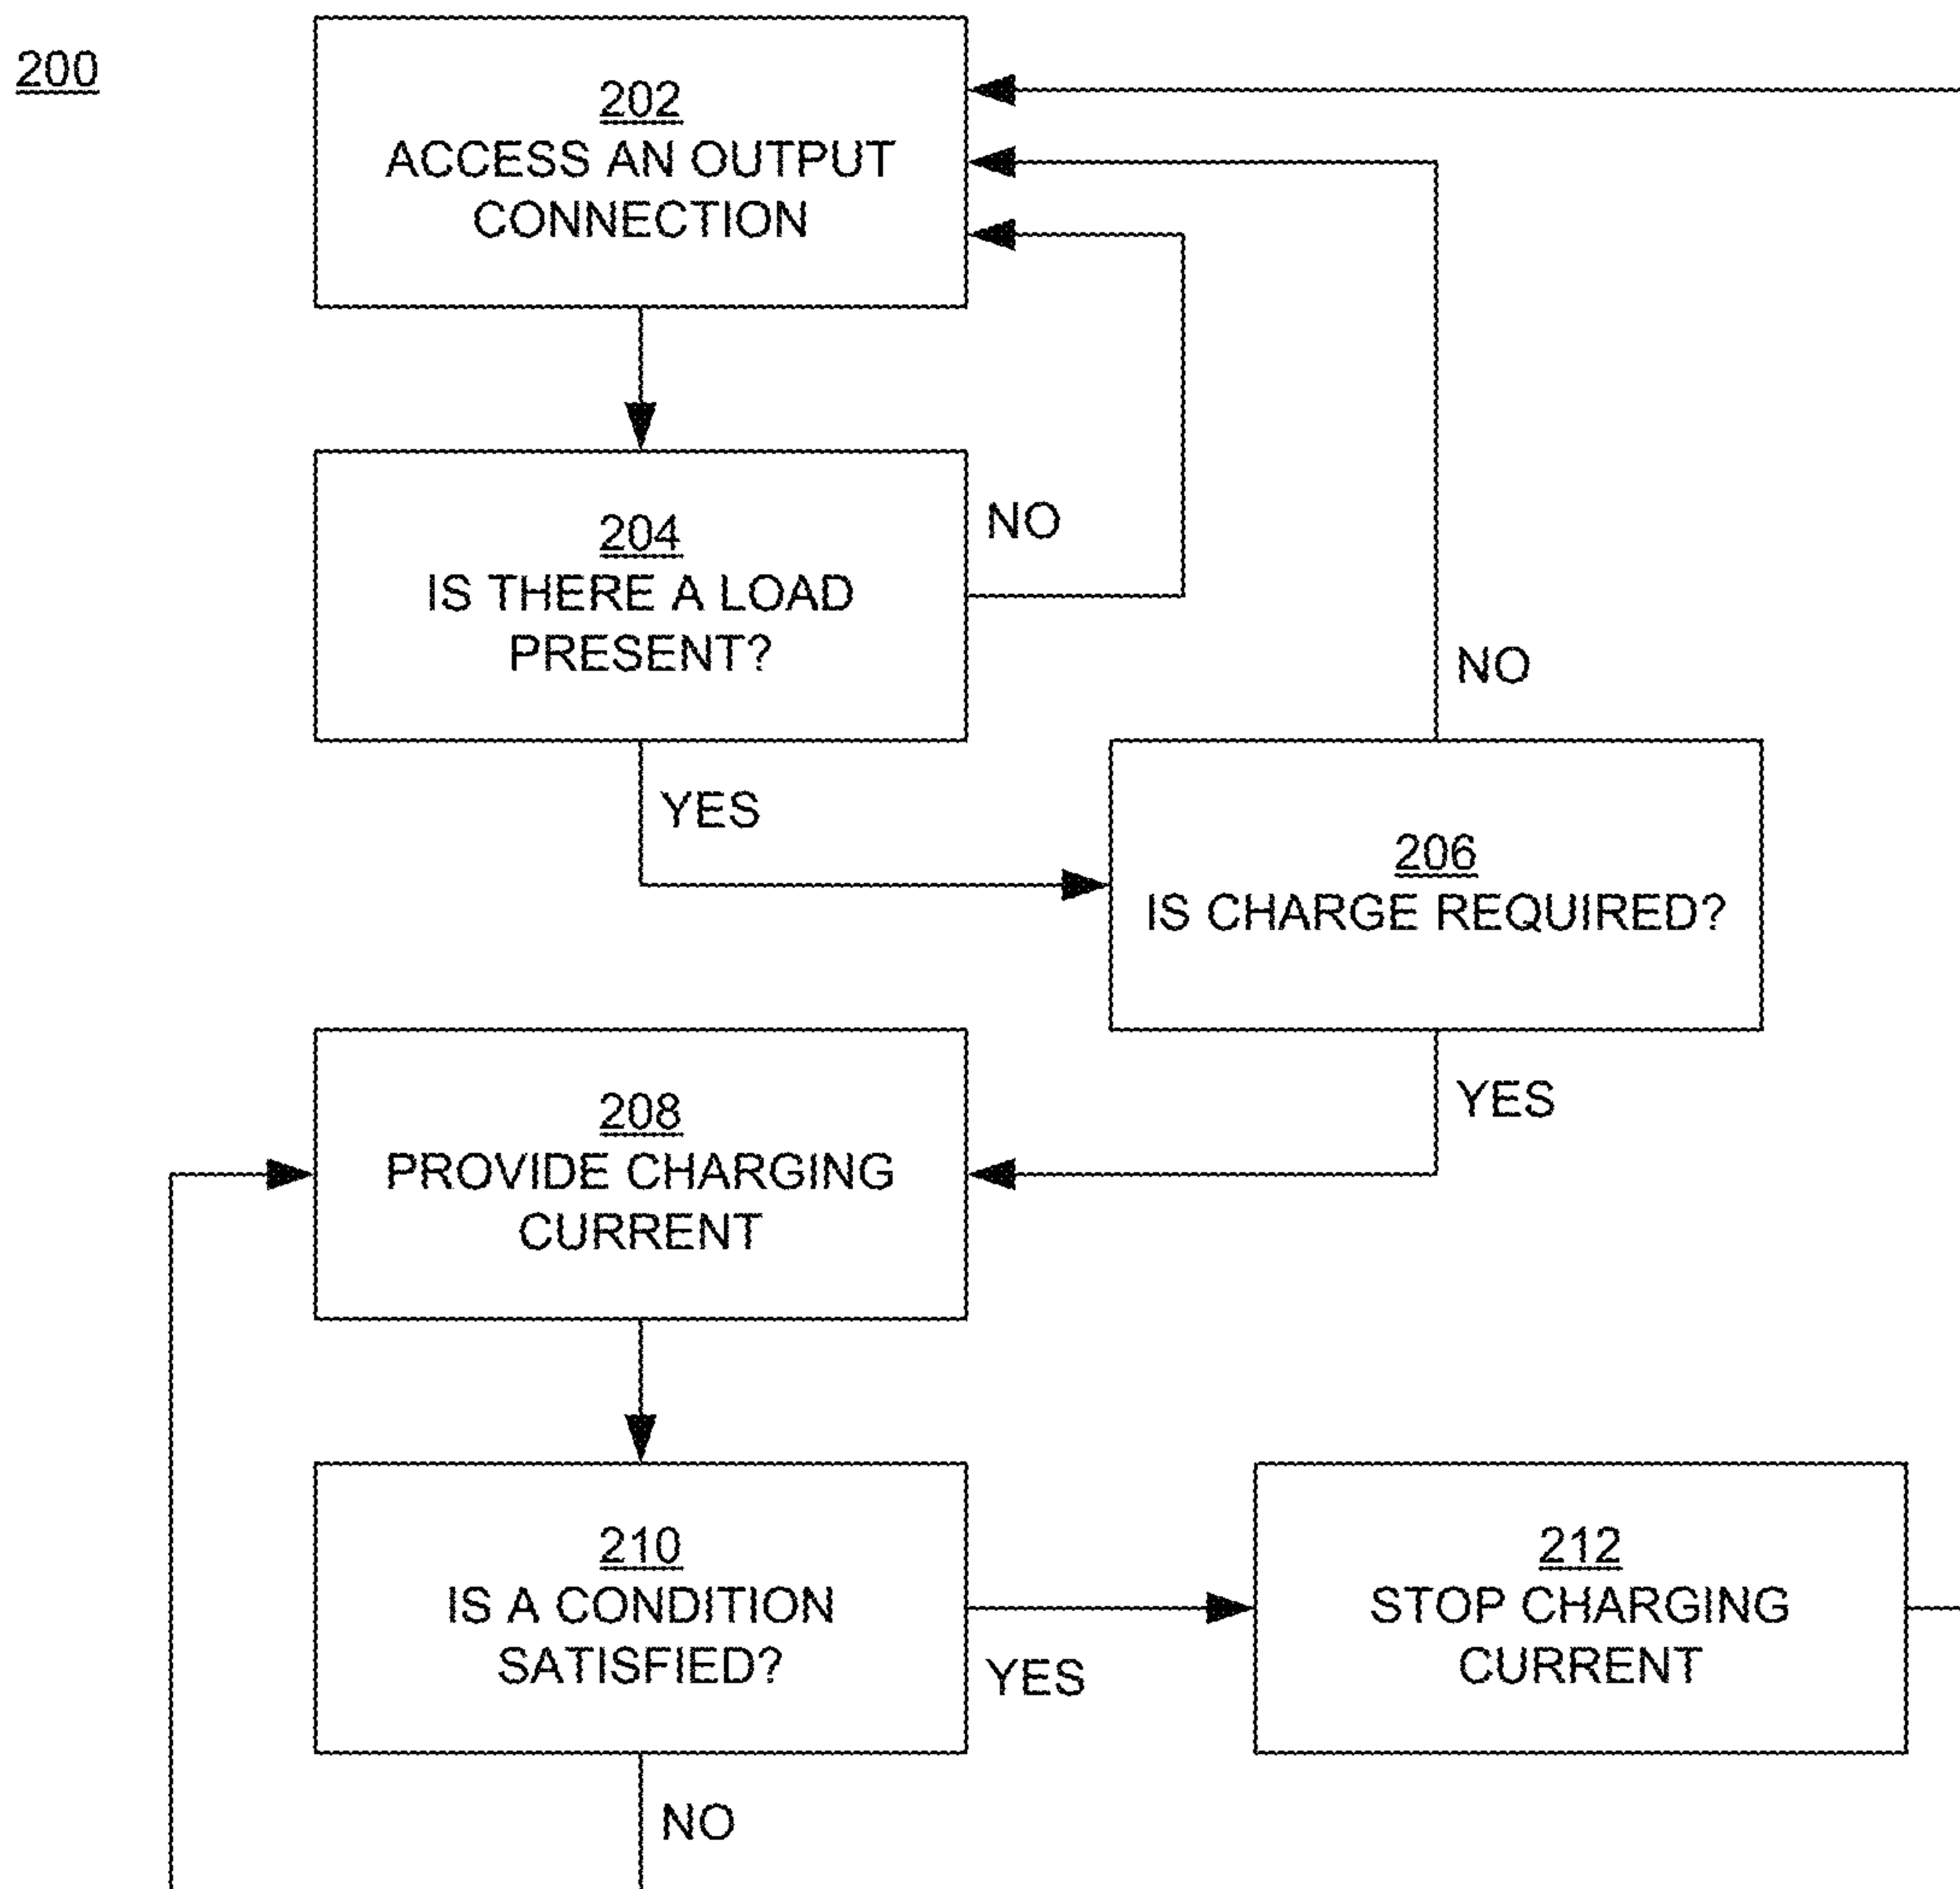 200
202
ACCESS AN OUTPUT
CONNECTION
204
IS THERE A LOAD
PRESENT?
NO
NO
YES
206
IS CHARGE REQUIRED?
YES
208
PROVIDE CHARGING
CURRENT
210
IS A CONDITION
SATISFIED?
YES
212
STOP CHARGING
CURRENT
NO